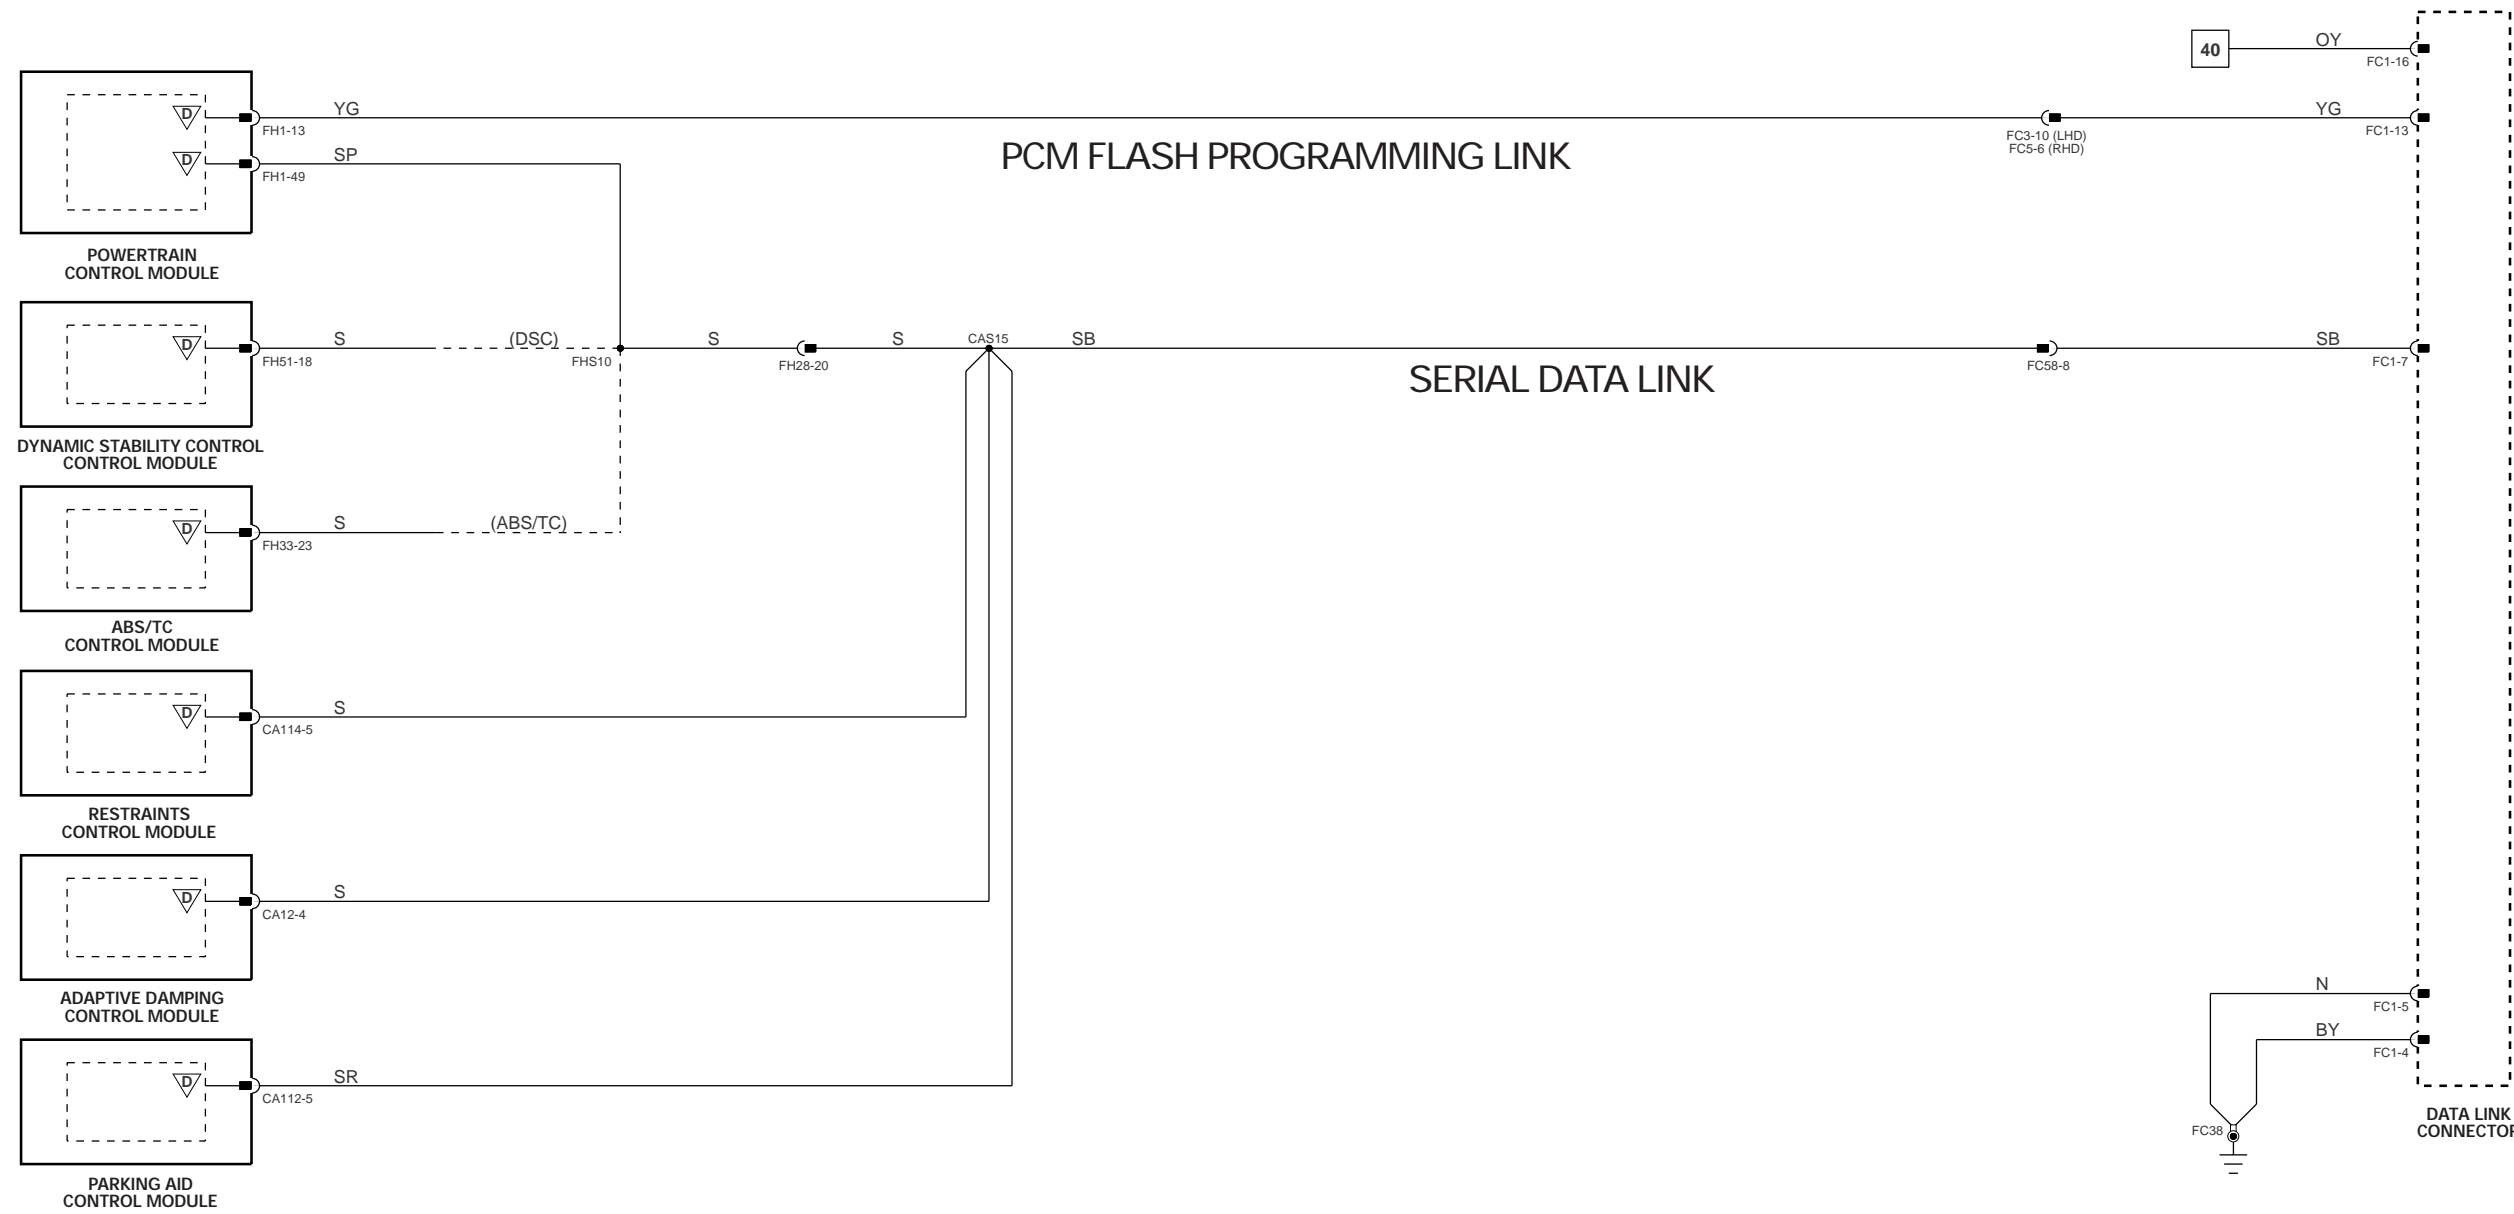 40
OY
FC1-16
D
FH1-13
YG
FC3-10 (LHD)
FC5-6 (RHD)
YG
FC1-13
PCM FLASH PROGRAMMING LINK
D
FH1-49
SP
POWERTRAIN
CONTROL MODULE
D
FH51-18
S
(DSC)
FHS10
S
FH28-20
S
CAS15
SB
FC58-8
SB
FC1-7
SERIAL DATA LINK
DYNAMIC STABILITY CONTROL
CONTROL MODULE
D
FH33-23
S
(ABS/TC)
ABS/TC
CONTROL MODULE
D
CA114-5
S
RESTRAINTS
CONTROL MODULE
D
CA12-4
S
ADAPTIVE DAMPING
CONTROL MODULE
D
CA112-5
SR
PARKING AID
CONTROL MODULE
N
FC1-5
BY
FC1-4
FC38
DATA LINK
CONNECTOR